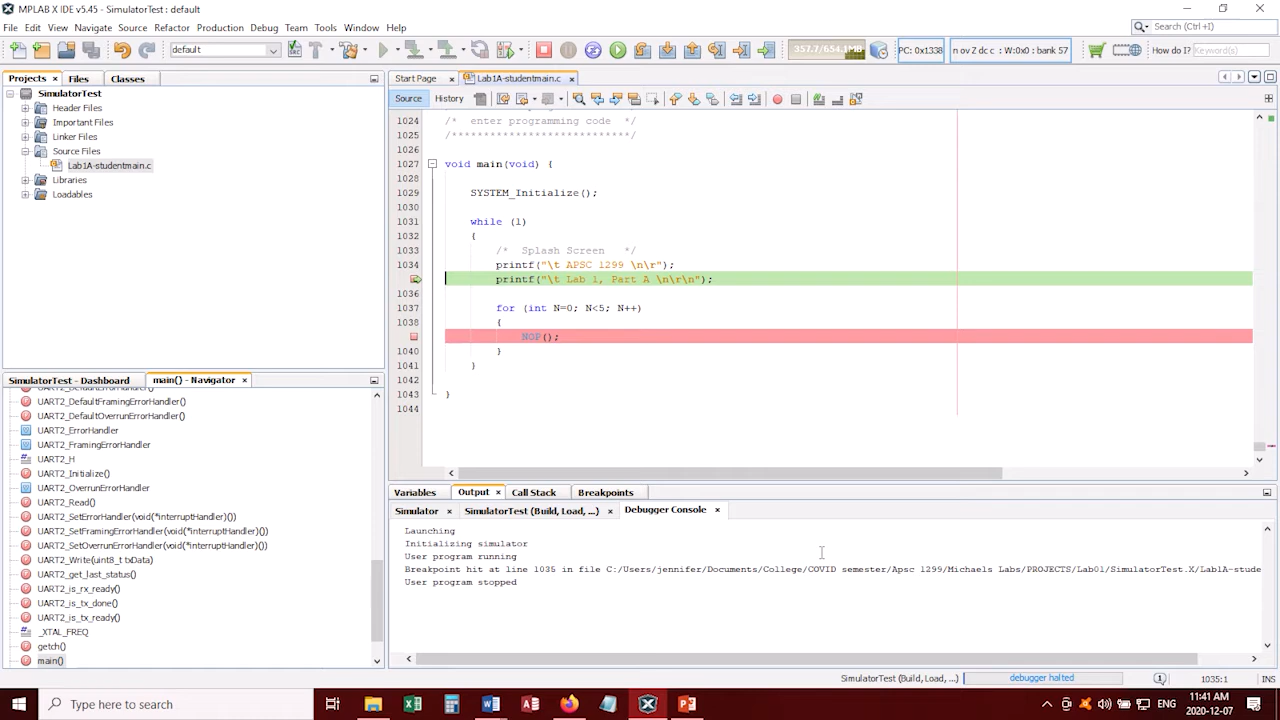 MPLAB X IDE v5.45 - SimulatorTest : default
File Edit View Navigate Source Refactor Production Debug Team Tools Window Help
Search (Ctrl+I)
default
357.7/654.1MB
PC: 0x1338
n ov Z dc c : W:0x0 : bank 57
How do I?
Keyword(s)
Projects × Files Classes
Start Page × Lab1A-studentmain.c ×
Source History
SimulatorTest
Header Files
Important Files
Linker Files
Source Files
Lab1A-studentmain.c
Libraries
Loadables
1024 /* enter programming code */
1025 /****************************/
1026
1027 void main(void) {
1028
1029 SYSTEM_Initialize();
1030
1031 while (1)
1032 {
1033 /* Splash Screen */
1034 printf("\t APSC 1299 \n\r");
printf("\t Lab 1, Part A \n\r\n");
1036
1037 for (int N=0; N<5; N++)
1038 {
NOP();
1040 }
1041 }
1042
1043 }
1044
SimulatorTest - Dashboard main() - Navigator ×
UART2_DefaultErrorHandler()
UART2_DefaultFramingErrorHandler()
UART2_DefaultOverrunErrorHandler()
UART2_ErrorHandler
UART2_FramingErrorHandler
UART2_H
UART2_Initialize()
UART2_OverrunErrorHandler
UART2_Read()
UART2_SetErrorHandler(void(*interruptHandler)())
UART2_SetFramingErrorHandler(void(*interruptHandler)())
UART2_SetOverrunErrorHandler(void(*interruptHandler)())
UART2_Write(uint8_t txData)
UART2_get_last_status()
UART2_is_rx_ready()
UART2_is_tx_done()
UART2_is_tx_ready()
_XTAL_FREQ
getch()
main()
Variables Output × Call Stack Breakpoints
Simulator × SimulatorTest (Build, Load, ...) × Debugger Console ×
Launching
Initializing simulator
User program running
Breakpoint hit at line 1035 in file C:/Users/jennifer/Documents/College/COVID semester/Apsc 1299/Michaels Labs/PROJECTS/Lab01/SimulatorTest.X/Lab1A-stude
User program stopped
SimulatorTest (Build, Load, ...) debugger halted 1 1035:1 INS
Type here to search
ENG
11:41 AM
2020-12-07